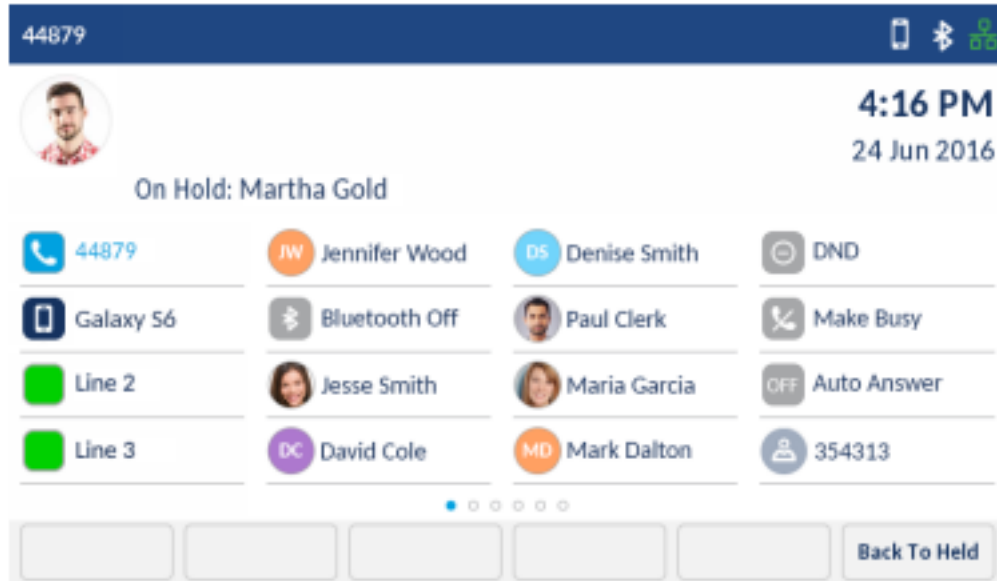 44879
4:16 PM
24 Jun 2016
On Hold: Martha Gold
44879
JW Jennifer Wood
DS Denise Smith
DND
Galaxy S6
Bluetooth Off
Paul Clerk
Make Busy
Line 2
Jesse Smith
Maria Garcia
OFF Auto Answer
Line 3
DC David Cole
MD Mark Dalton
354313
Back To Held